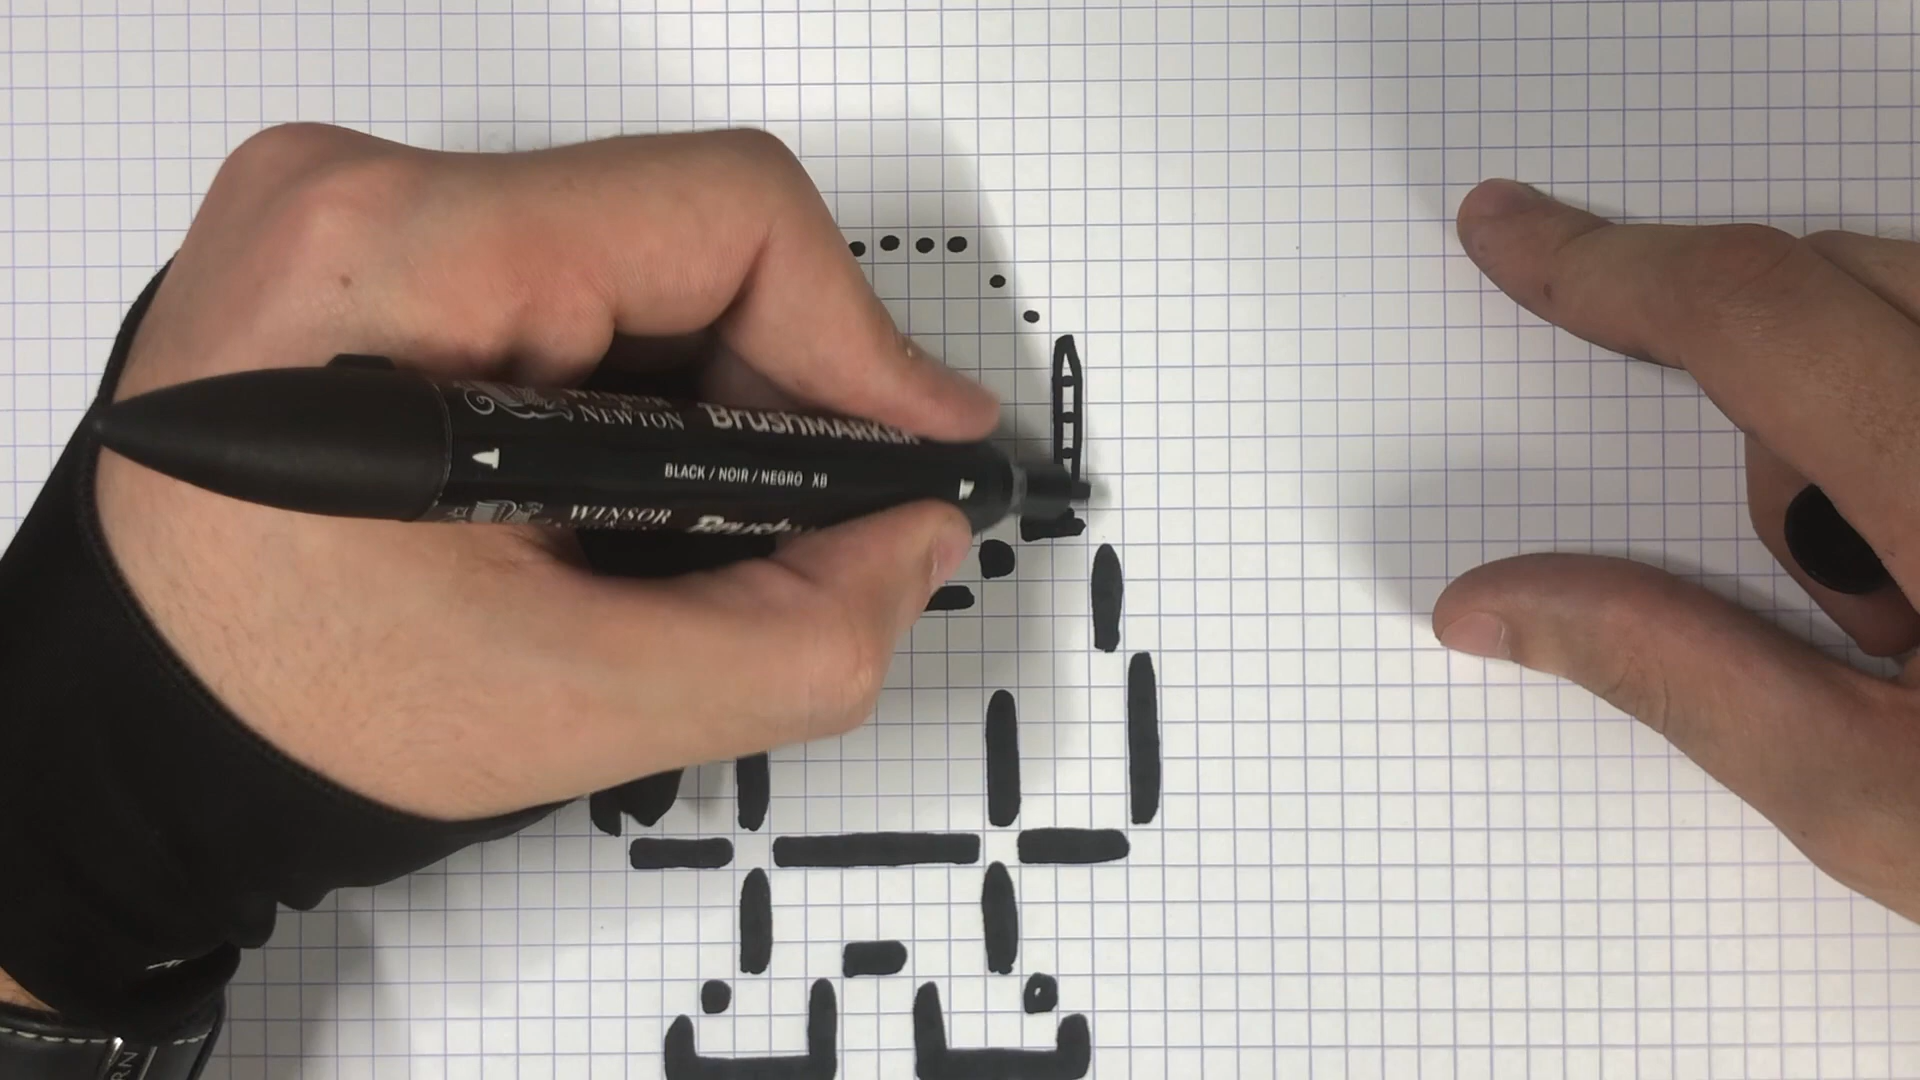 WINSOR
NEWTON
BrushMARKER
BLACK / NOIR / NEGRO XB
WINSOR